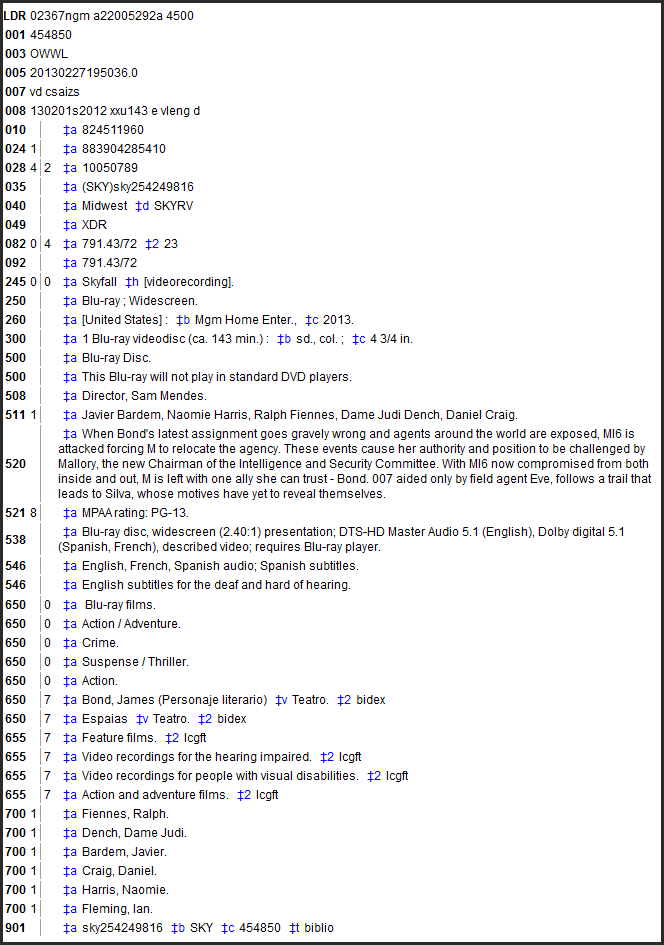 LDR 02367ngm a22005292a 4500
001 454850
003 OWWL
005 20130227195036.0
007 vd csaizs
008 130201s2012 xxu143 e vleng d
010 ‡a 824511960
024 1 ‡a 883904285410
028 4 2 ‡a 10050789
035 ‡a (SKY)sky254249816
040 ‡a Midwest ‡d SKYRV
049 ‡a XDR
082 0 4 ‡a 791.43/72 ‡2 23
092 ‡a 791.43/72
245 0 0 ‡a Skyfall ‡h [videorecording].
250 ‡a Blu-ray ; Widescreen.
260 ‡a [United States] : ‡b Mgm Home Enter., ‡c 2013.
300 ‡a 1 Blu-ray videodisc (ca. 143 min.) : ‡b sd., col. ; ‡c 4 3/4 in.
500 ‡a Blu-ray Disc.
500 ‡a This Blu-ray will not play in standard DVD players.
508 ‡a Director, Sam Mendes.
511 1 ‡a Javier Bardem, Naomie Harris, Ralph Fiennes, Dame Judi Dench, Daniel Craig.
520 ‡a When Bond's latest assignment goes gravely wrong and agents around the world are exposed, MI6 is
attacked forcing M to relocate the agency. These events cause her authority and position to be challenged by
Mallory, the new Chairman of the Intelligence and Security Committee. With MI6 now compromised from both
inside and out, M is left with one ally she can trust - Bond. 007 aided only by field agent Eve, follows a trail that
leads to Silva, whose motives have yet to reveal themselves.
521 8 ‡a MPAA rating: PG-13.
538 ‡a Blu-ray disc, widescreen (2.40:1) presentation; DTS-HD Master Audio 5.1 (English), Dolby digital 5.1
(Spanish, French), described video; requires Blu-ray player.
546 ‡a English, French, Spanish audio; Spanish subtitles.
546 ‡a English subtitles for the deaf and hard of hearing.
650 0 ‡a Blu-ray films.
650 0 ‡a Action / Adventure.
650 0 ‡a Crime.
650 0 ‡a Suspense / Thriller.
650 0 ‡a Action.
650 7 ‡a Bond, James (Personaje literario) ‡v Teatro. ‡2 bidex
650 7 ‡a Espaias ‡v Teatro. ‡2 bidex
655 7 ‡a Feature films. ‡2 lcgft
655 7 ‡a Video recordings for the hearing impaired. ‡2 lcgft
655 7 ‡a Video recordings for people with visual disabilities. ‡2 lcgft
655 7 ‡a Action and adventure films. ‡2 lcgft
700 1 ‡a Fiennes, Ralph.
700 1 ‡a Dench, Dame Judi.
700 1 ‡a Bardem, Javier.
700 1 ‡a Craig, Daniel.
700 1 ‡a Harris, Naomie.
700 1 ‡a Fleming, Ian.
901 ‡a sky254249816 ‡b SKY ‡c 454850 ‡t biblio